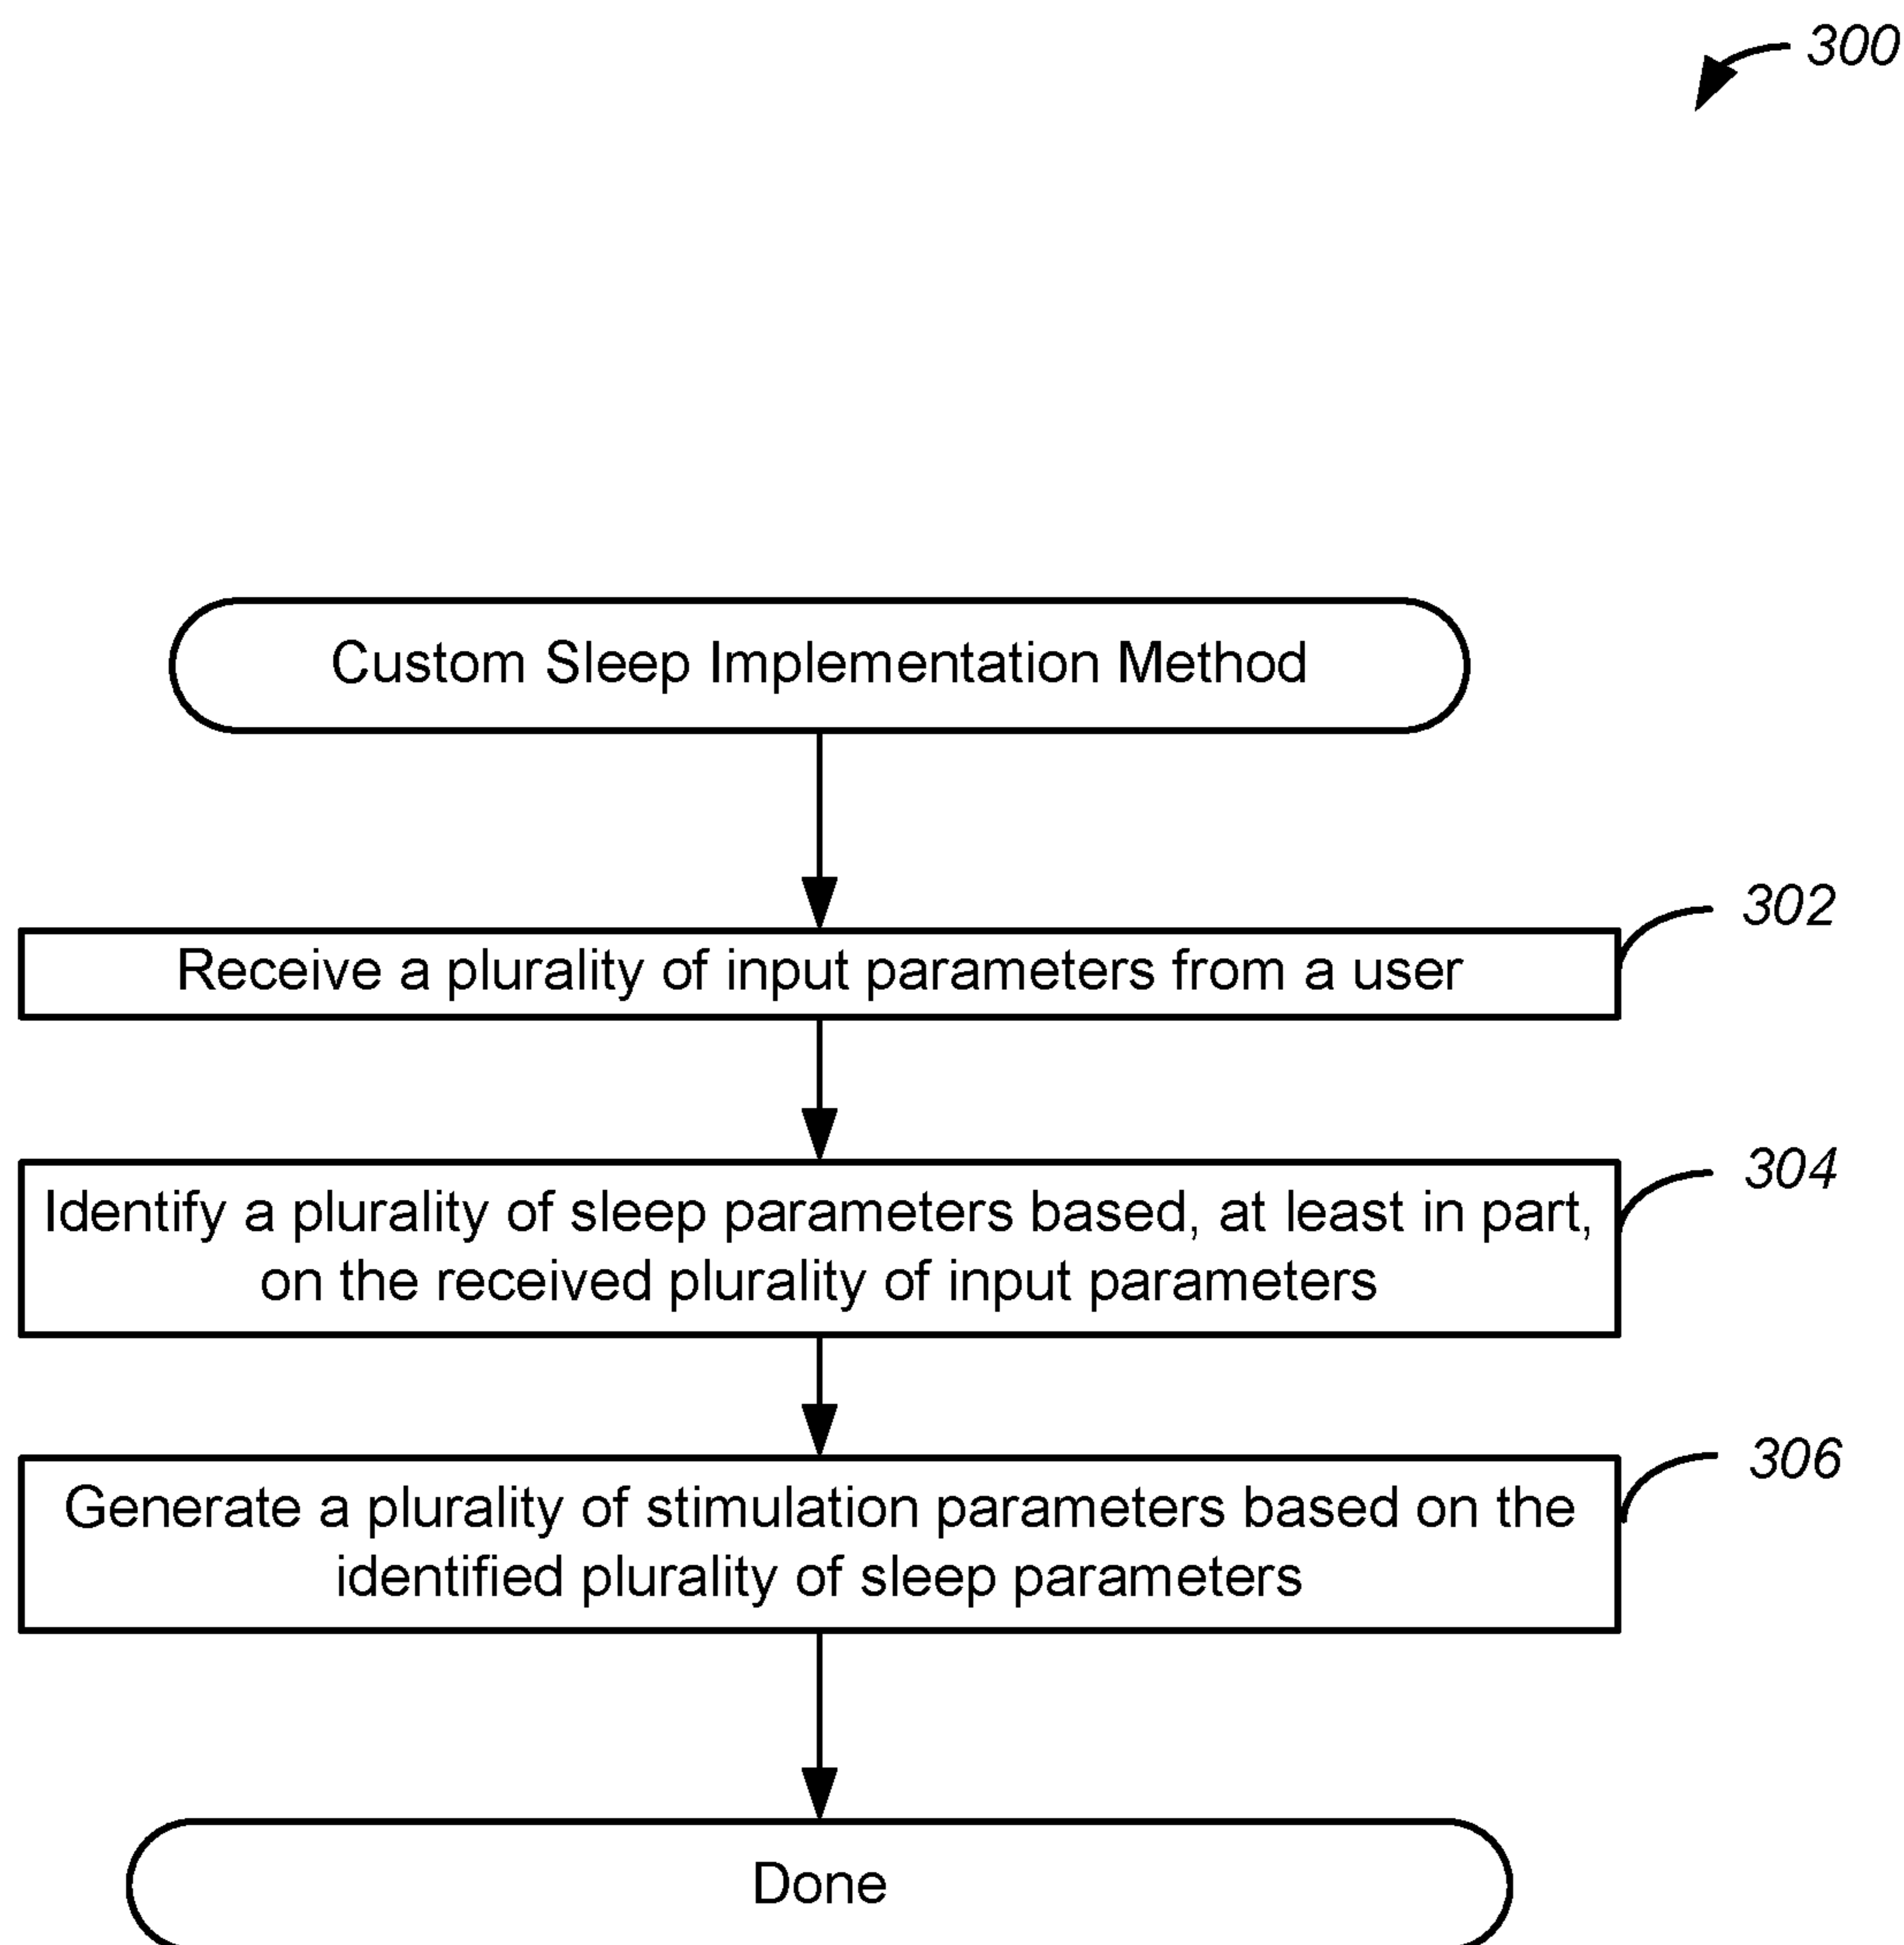 300
Custom Sleep Implementation Method
302
Receive a plurality of input parameters from a user
304
Identify a plurality of sleep parameters based, at least in part,
on the received plurality of input parameters
306
Generate a plurality of stimulation parameters based on the
identified plurality of sleep parameters
Done